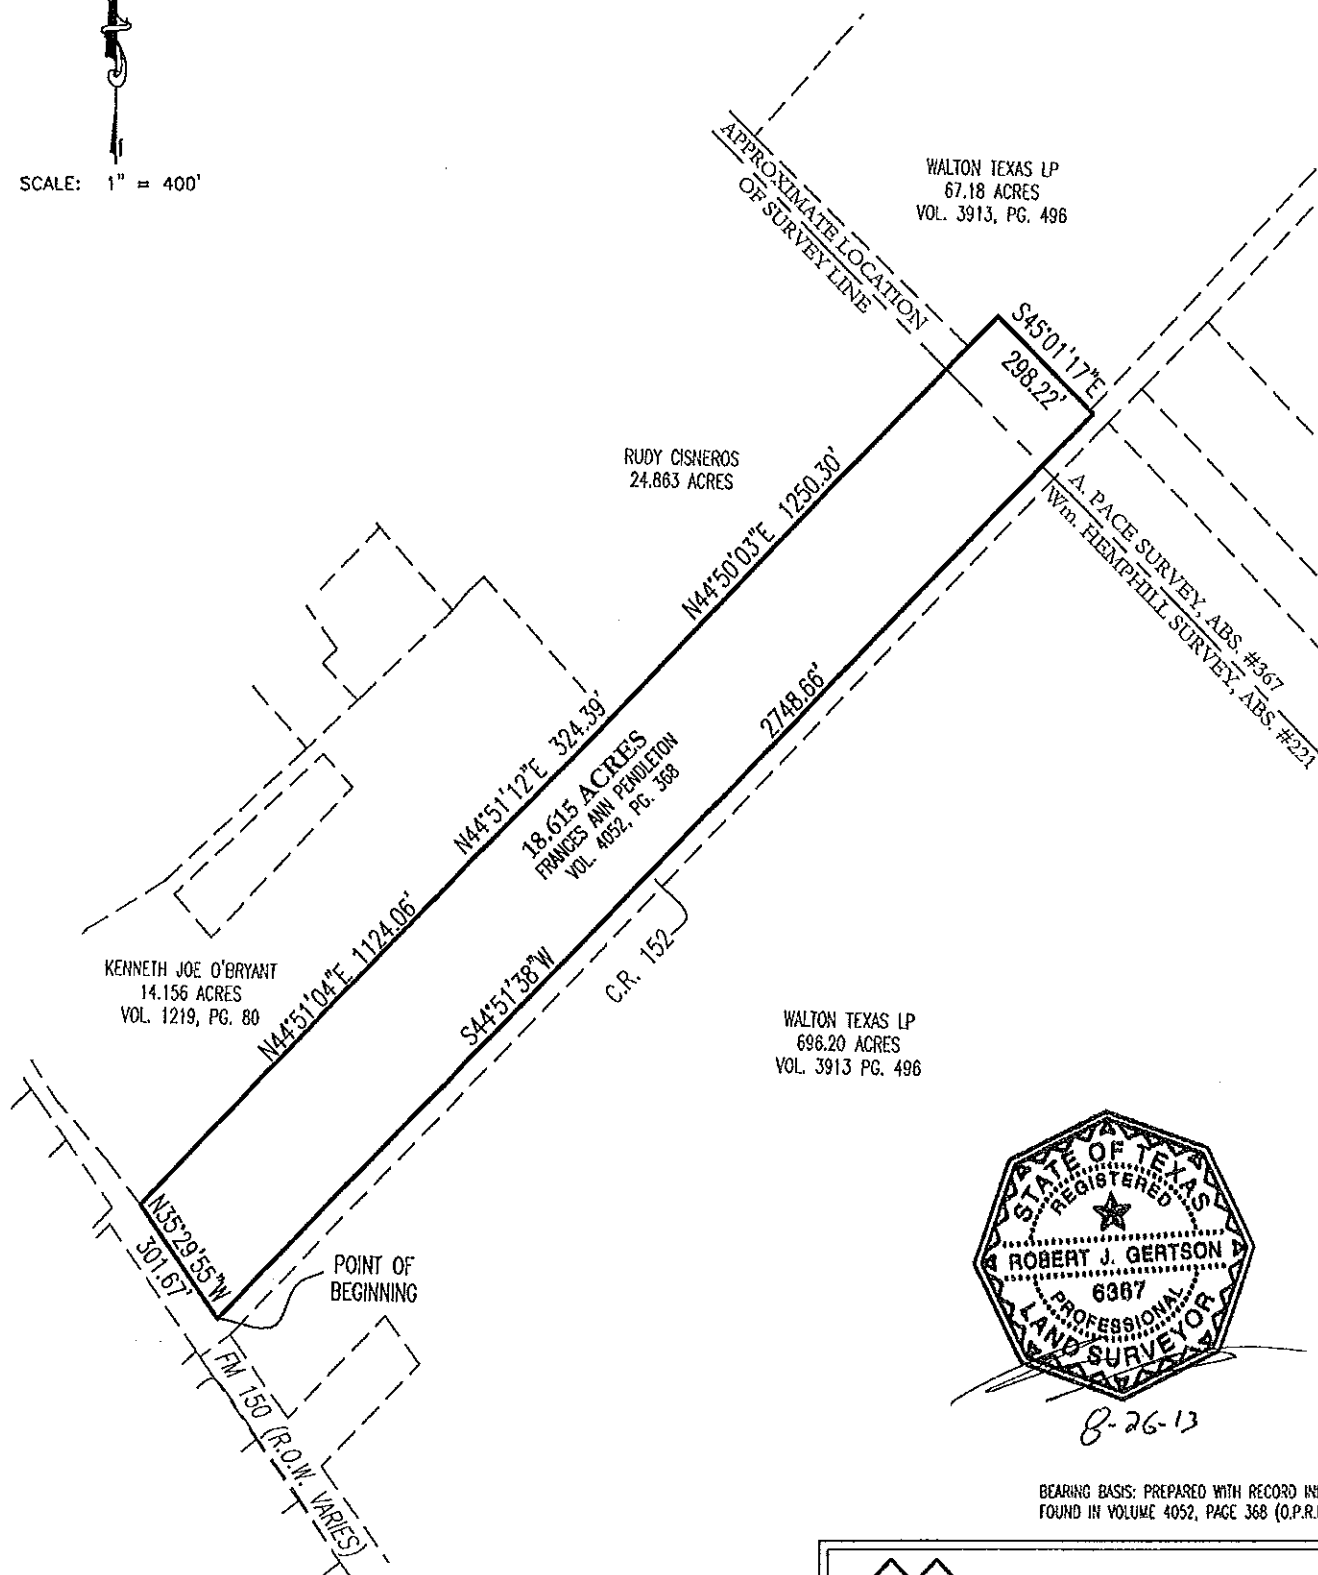 SCALE: 1" = 400'
APPROXIMATE LOCATION
OF SURVEY LINE
WALTON TEXAS LP
67.18 ACRES
VOL. 3913, PG. 496
S45°01'17"E
298.22'
RUDY CISNEROS
24.863 ACRES
N44°50'03"E 1250.30'
A. PACE SURVEY, ABS. #367
Wm. HEMPHILL SURVEY, ABS. #221
N44°51'12"E 324.39'
18.615 ACRES
FRANCES ANN PENDLETON
VOL. 4052, PG. 368
2748.66'
S44°51'38"W
C.R. 152
N44°51'04"E 1124.06'
KENNETH JOE O'BRYANT
14.156 ACRES
VOL. 1219, PG. 80
WALTON TEXAS LP
696.20 ACRES
VOL. 3913 PG. 496
N35°29'55"W
301.67'
POINT OF
BEGINNING
FM 150 (R.O.W. VARIES)
STATE OF TEXAS
REGISTERED
ROBERT J. GERTSON
6367
PROFESSIONAL
LAND SURVEYOR
8-26-13
BEARING BASIS: PREPARED WITH RECORD
FOUND IN VOLUME 4052, PAGE 368 (O.P.R.